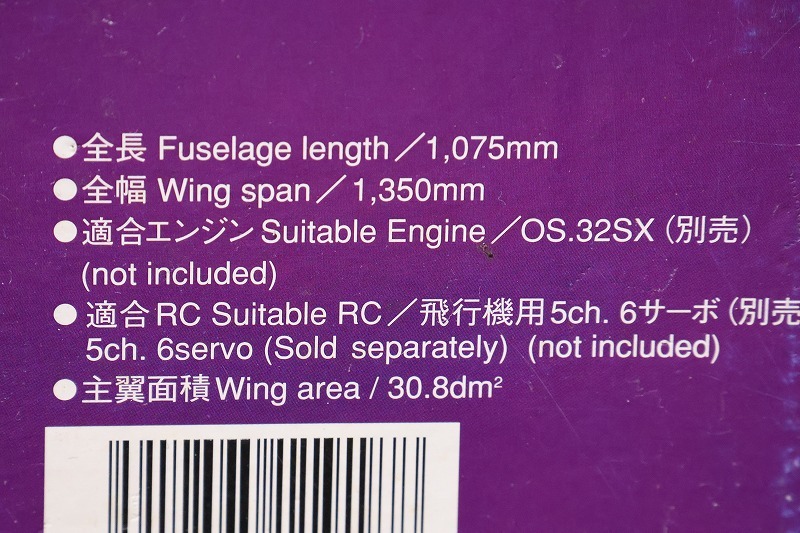 ●全長 Fuselage length／1,075mm
●全幅 Wing span／1,350mm
●適合エンジン Suitable Engine／OS.32SX（別売）
(not included)
●適合RC Suitable RC／飛行機用5ch. 6サーボ（別売
5ch. 6servo (Sold separately) (not included)
●主翼面積 Wing area / 30.8dm²